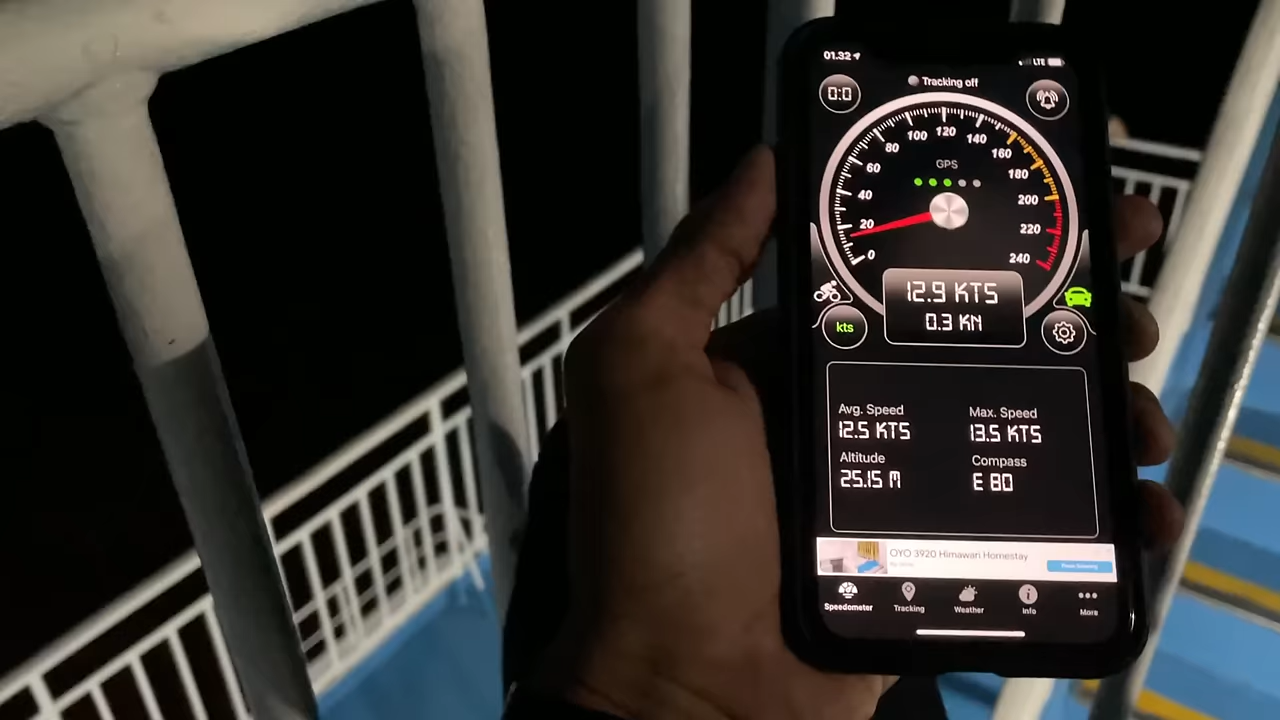 01.32
LTE
Tracking off
0:0
0
20
40
60
80
100
120
140
160
180
200
220
240
GPS
12.9 KTS
0.3 KN
kts
Avg. Speed
12.5 KTS
Max. Speed
13.5 KTS
Altitude
25.15 M
Compass
E 80
OYO 3920 Himawari Homestay
Speedometer
Tracking
Weather
Info
More